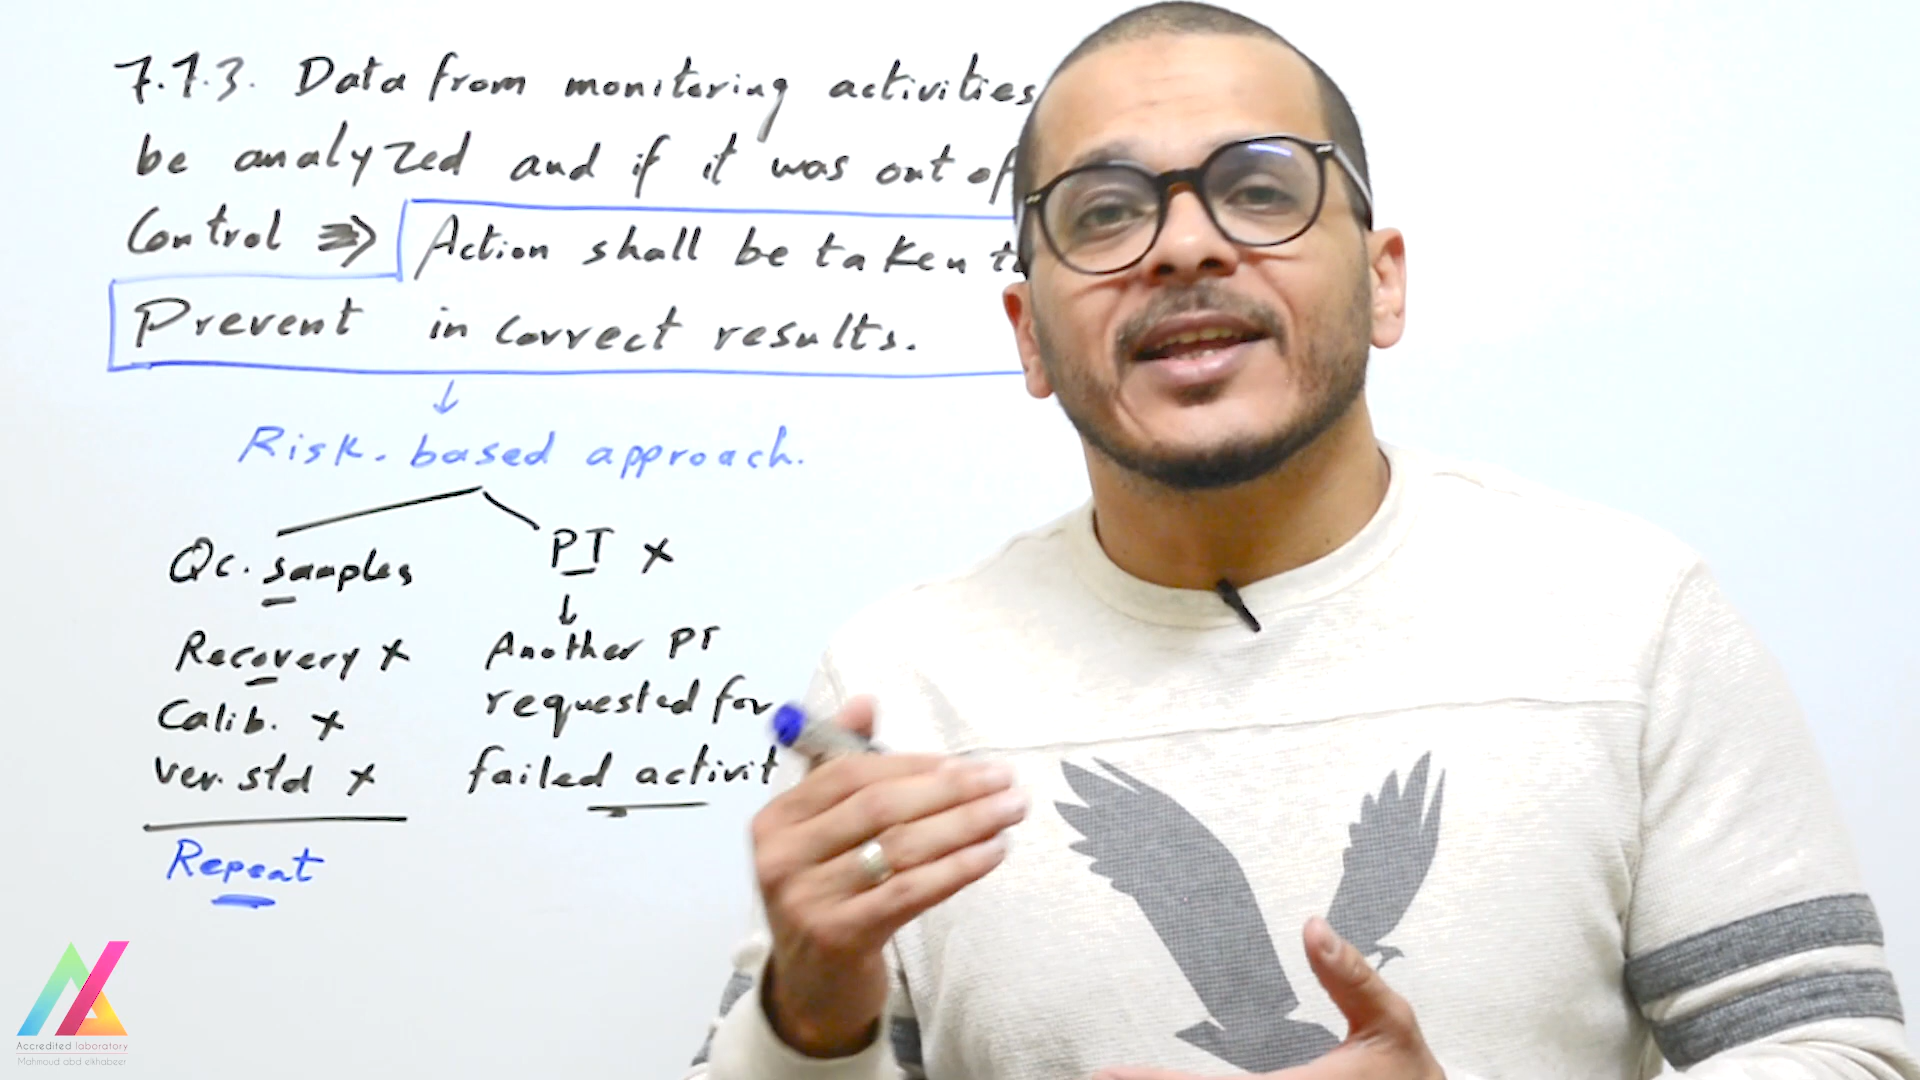 7.7.3. Data from monitoring activities
be analyzed and if it was out of
Control ⇒ Action shall be taken to
Prevent in correct results.
↓
Risk-based approach.
Qc. samples
Recovery x
Calib. x
ver. std x
Repeat
PT x
↓
Another PT
requested for
failed activit
Accredited laboratory
Mahmoud abd elkhabeer